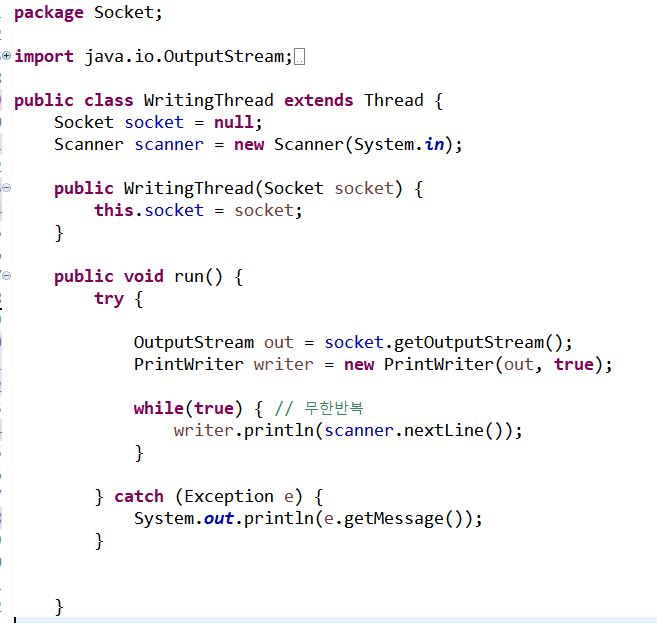 package Socket;
import java.io.OutputStream;
public class WritingThread extends Thread {
Socket socket = null;
Scanner scanner = new Scanner(System.in);
public WritingThread(Socket socket) {
this.socket = socket;
}
public void run() {
try {
OutputStream out = socket.getOutputStream();
PrintWriter writer = new PrintWriter(out, true);
while(true) { // 무한반복
writer.println(scanner.nextLine());
}
} catch (Exception e) {
System.out.println(e.getMessage());
}
}